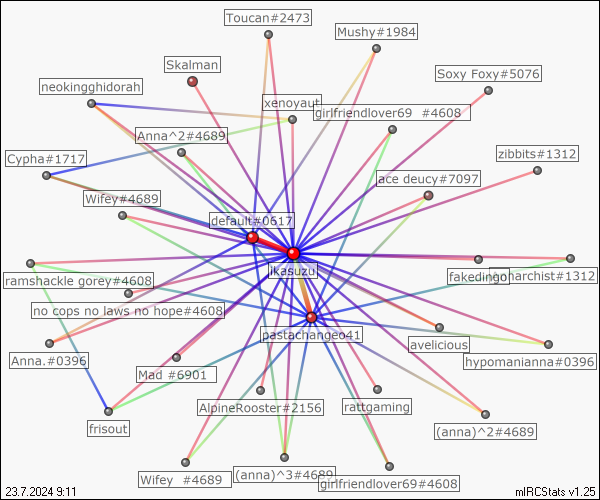 Toucan#2473
Mushy#1984
Skalman
Soxy Foxy#5076
neokingghidorah
xenoyaut
girlfriendlover69 #4608
Anna^2#4689
zibbits#1312
Cypha#1717
ace deucy#7097
Wifey#4689
default#0617
ikasuzu
fakedingo
ramshackle gorey#4608
no cops no laws no hope#4608
pastachangeo41
avelicious
Anna.#0396
hypomanianna#0396
Mad #6901
AlpineRooster#2156
rattgaming
frisout
(anna)^2#4689
Wifey #4689
(anna)^3#4689
girlfriendlover69#4608
23.7.2024 9:11
mIRCStats v1.25